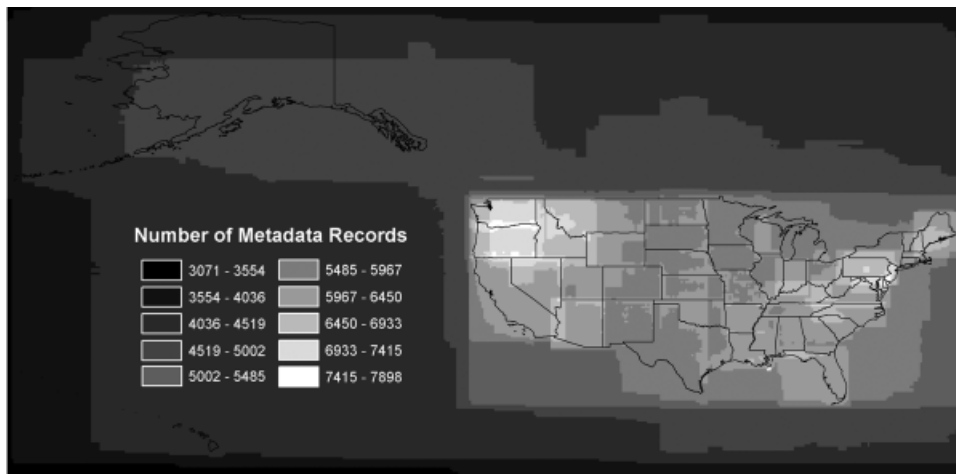 Number of Metadata Records
3071 - 3554
3554 - 4036
4036 - 4519
4519 - 5002
5002 - 5485
5485 - 5967
5967 - 6450
6450 - 6933
6933 - 7415
7415 - 7898